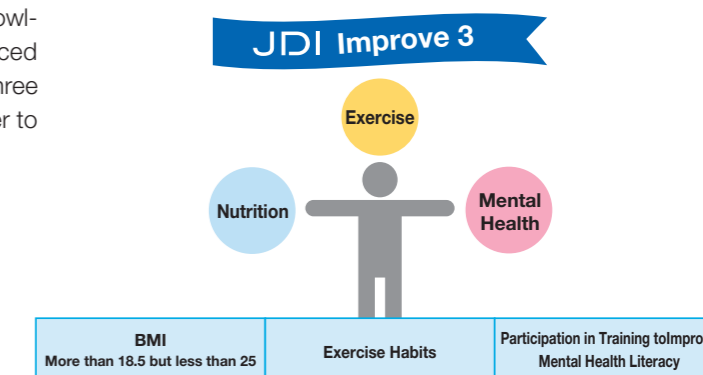 owl-
ced
hree
r to
JDI Improve 3
Exercise
Nutrition
Mental
Health
BMI
More than 18.5 but less than 25
Exercise Habits
Participation in Training toImpro
Mental Health Literacy